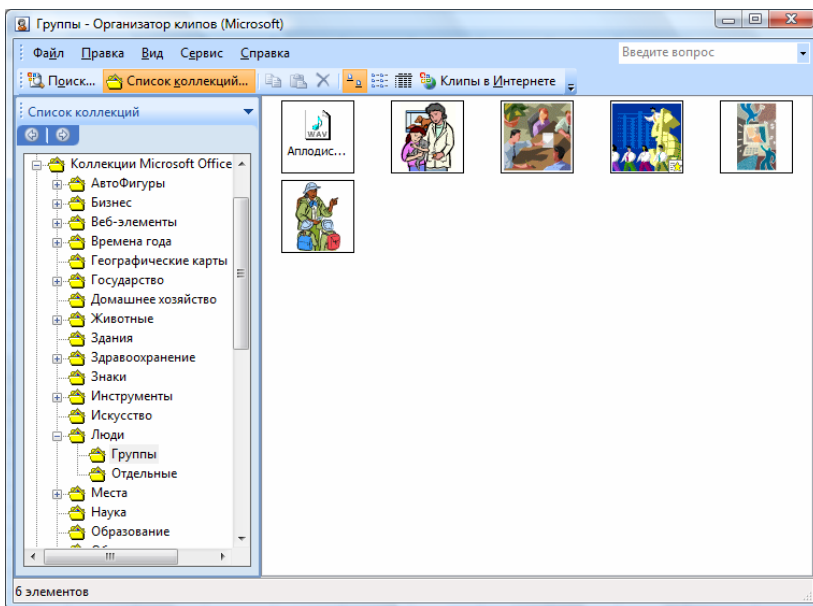 Группы - Организатор клипов (Microsoft)
Файл Правка Вид Сервис Справка
Введите вопрос
Поиск... Список коллекций... Клипы в Интернете
Список коллекций
Коллекции Microsoft Office
АвтоФигуры
Бизнес
Веб-элементы
Времена года
Географические карты
Государство
Домашнее хозяйство
Животные
Здания
Здравоохранение
Знаки
Инструменты
Искусство
Люди
Группы
Отдельные
Места
Наука
Образование
WAV
Аплодис...
6 элементов